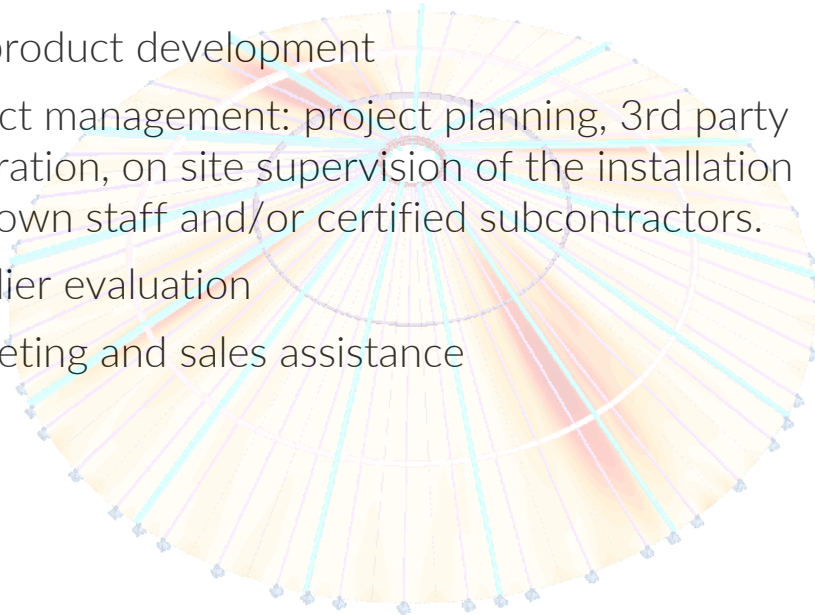 product development
ct management: project planning, 3rd party
ration, on site supervision of the installation
own staff and/or certified subcontractors.
lier evaluation
eting and sales assistance